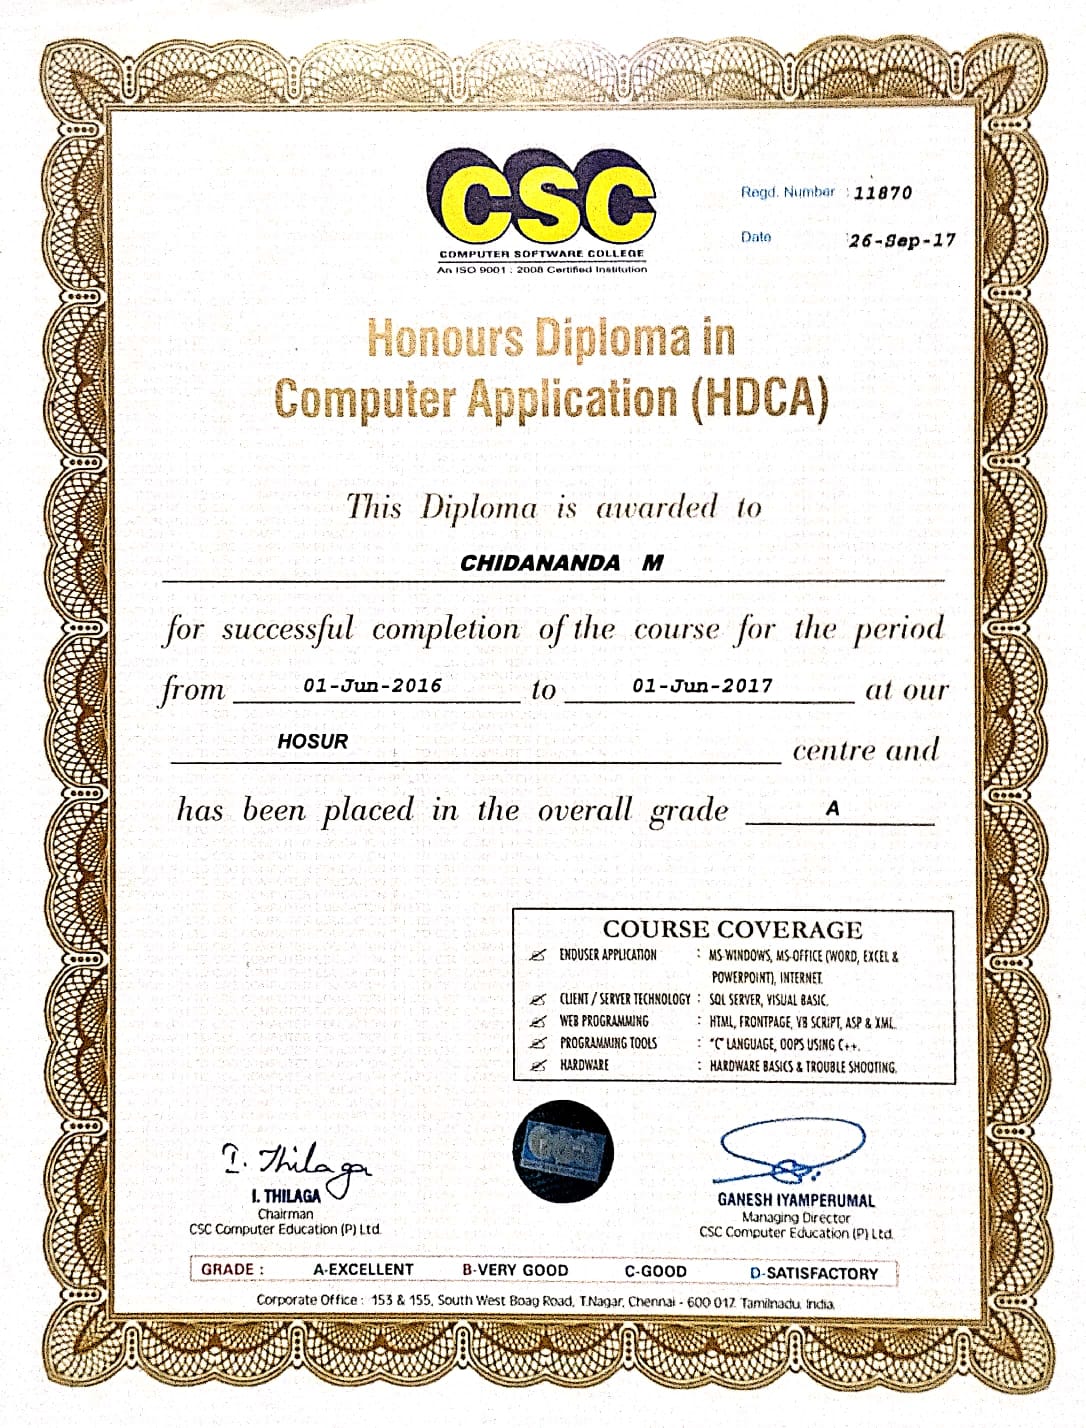 CSC
COMPUTER SOFTWARE COLLEGE
An ISO 9001 : 2008 Certified Institution
Regd. Number : 11870
Date : 26-Sep-17
Honours Diploma in
Computer Application (HDCA)
This Diploma is awarded to
CHIDANANDA M
for successful completion of the course for the period
from 01-Jun-2016 to 01-Jun-2017 at our
HOSUR centre and
has been placed in the overall grade A
COURSE COVERAGE
ENDUSER APPLICATION : MS-WINDOWS, MS-OFFICE (WORD, EXCEL &
POWERPOINT), INTERNET.
CLIENT / SERVER TECHNOLOGY : SQL SERVER, VISUAL BASIC.
WEB PROGRAMMING : HTML, FRONTPAGE, VB SCRIPT, ASP & XML.
PROGRAMMING TOOLS : "C" LANGUAGE, OOPS USING C++.
HARDWARE : HARDWARE BASICS & TROUBLE SHOOTING.
CSC
I. Thilaga
I. THILAGA
Chairman
CSC Computer Education (P) Ltd.
GANESH IYAMPERUMAL
Managing Director
CSC Computer Education (P) Ltd.
GRADE : A-EXCELLENT B-VERY GOOD C-GOOD D-SATISFACTORY
Corporate Office : 153 & 155, South West Boag Road, T.Nagar, Chennai - 600 017. Tamilnadu. India.